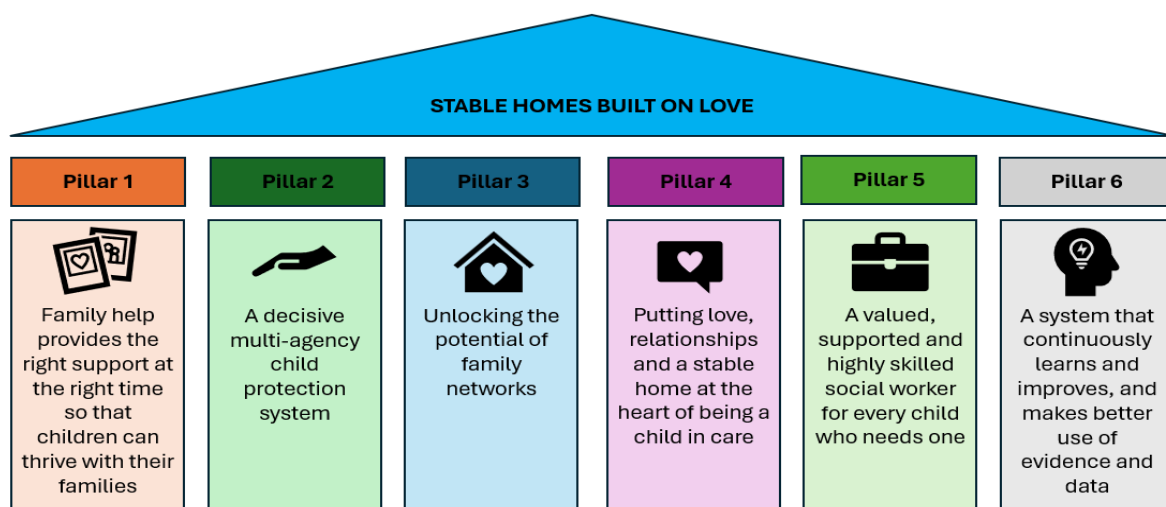 STABLE HOMES BUILT ON LOVE
Pillar 1
Family help
provides the
right support at
the right time
so that
children can
thrive with their
families
Pillar 2
A decisive
multi-agency
child
protection
system
Pillar 3
Unlocking the
potential of
family
networks
Pillar 4
Putting love,
relationships
and a stable
home at the
heart of being a
child in care
Pillar 5
A valued,
supported and
highly skilled
social worker
for every child
who needs one
Pillar 6
A system that
continuously
learns and
improves, and
makes better
use of
evidence and
data